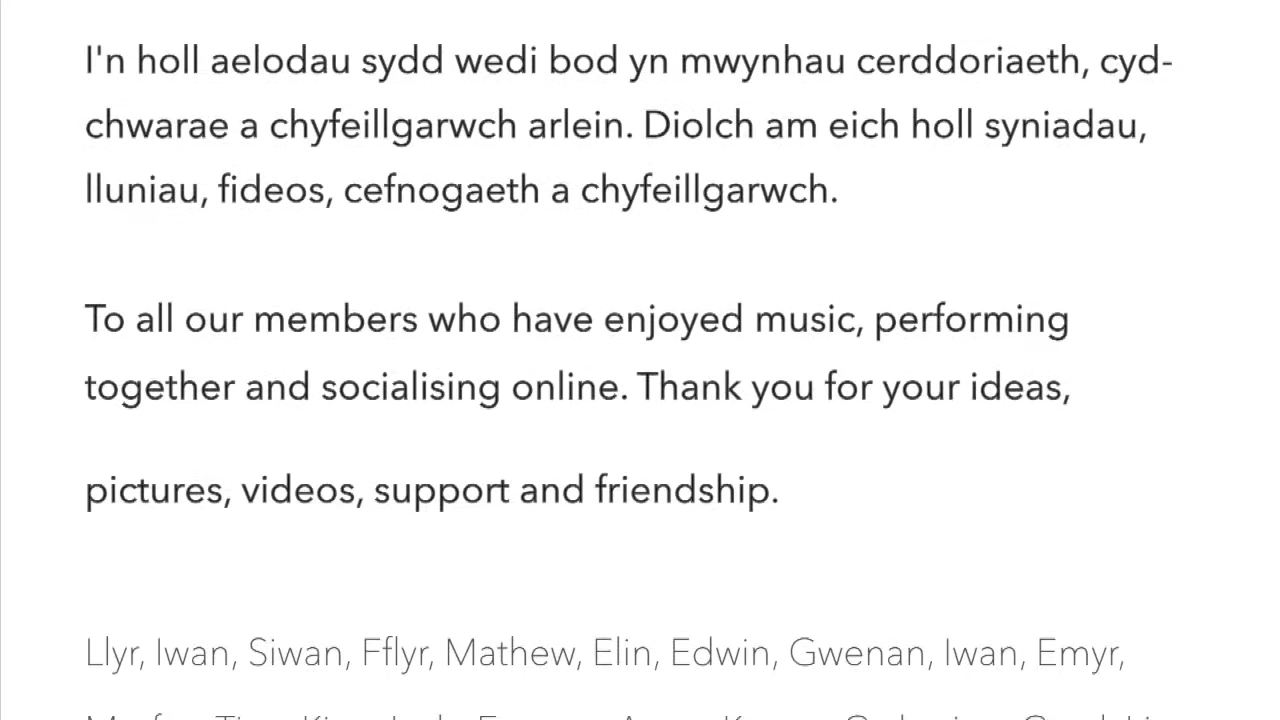 I'n holl aelodau sydd wedi bod yn mwynhau cerddoriaeth, cyd-
chwarae a chyfeillgarwch arlein. Diolch am eich holl syniadau,
lluniau, fideos, cefnogaeth a chyfeillgarwch.
To all our members who have enjoyed music, performing
together and socialising online. Thank you for your ideas,
pictures, videos, support and friendship.
Llyr, Iwan, Siwan, Fflyr, Mathew, Elin, Edwin, Gwenan, Iwan, Emyr,